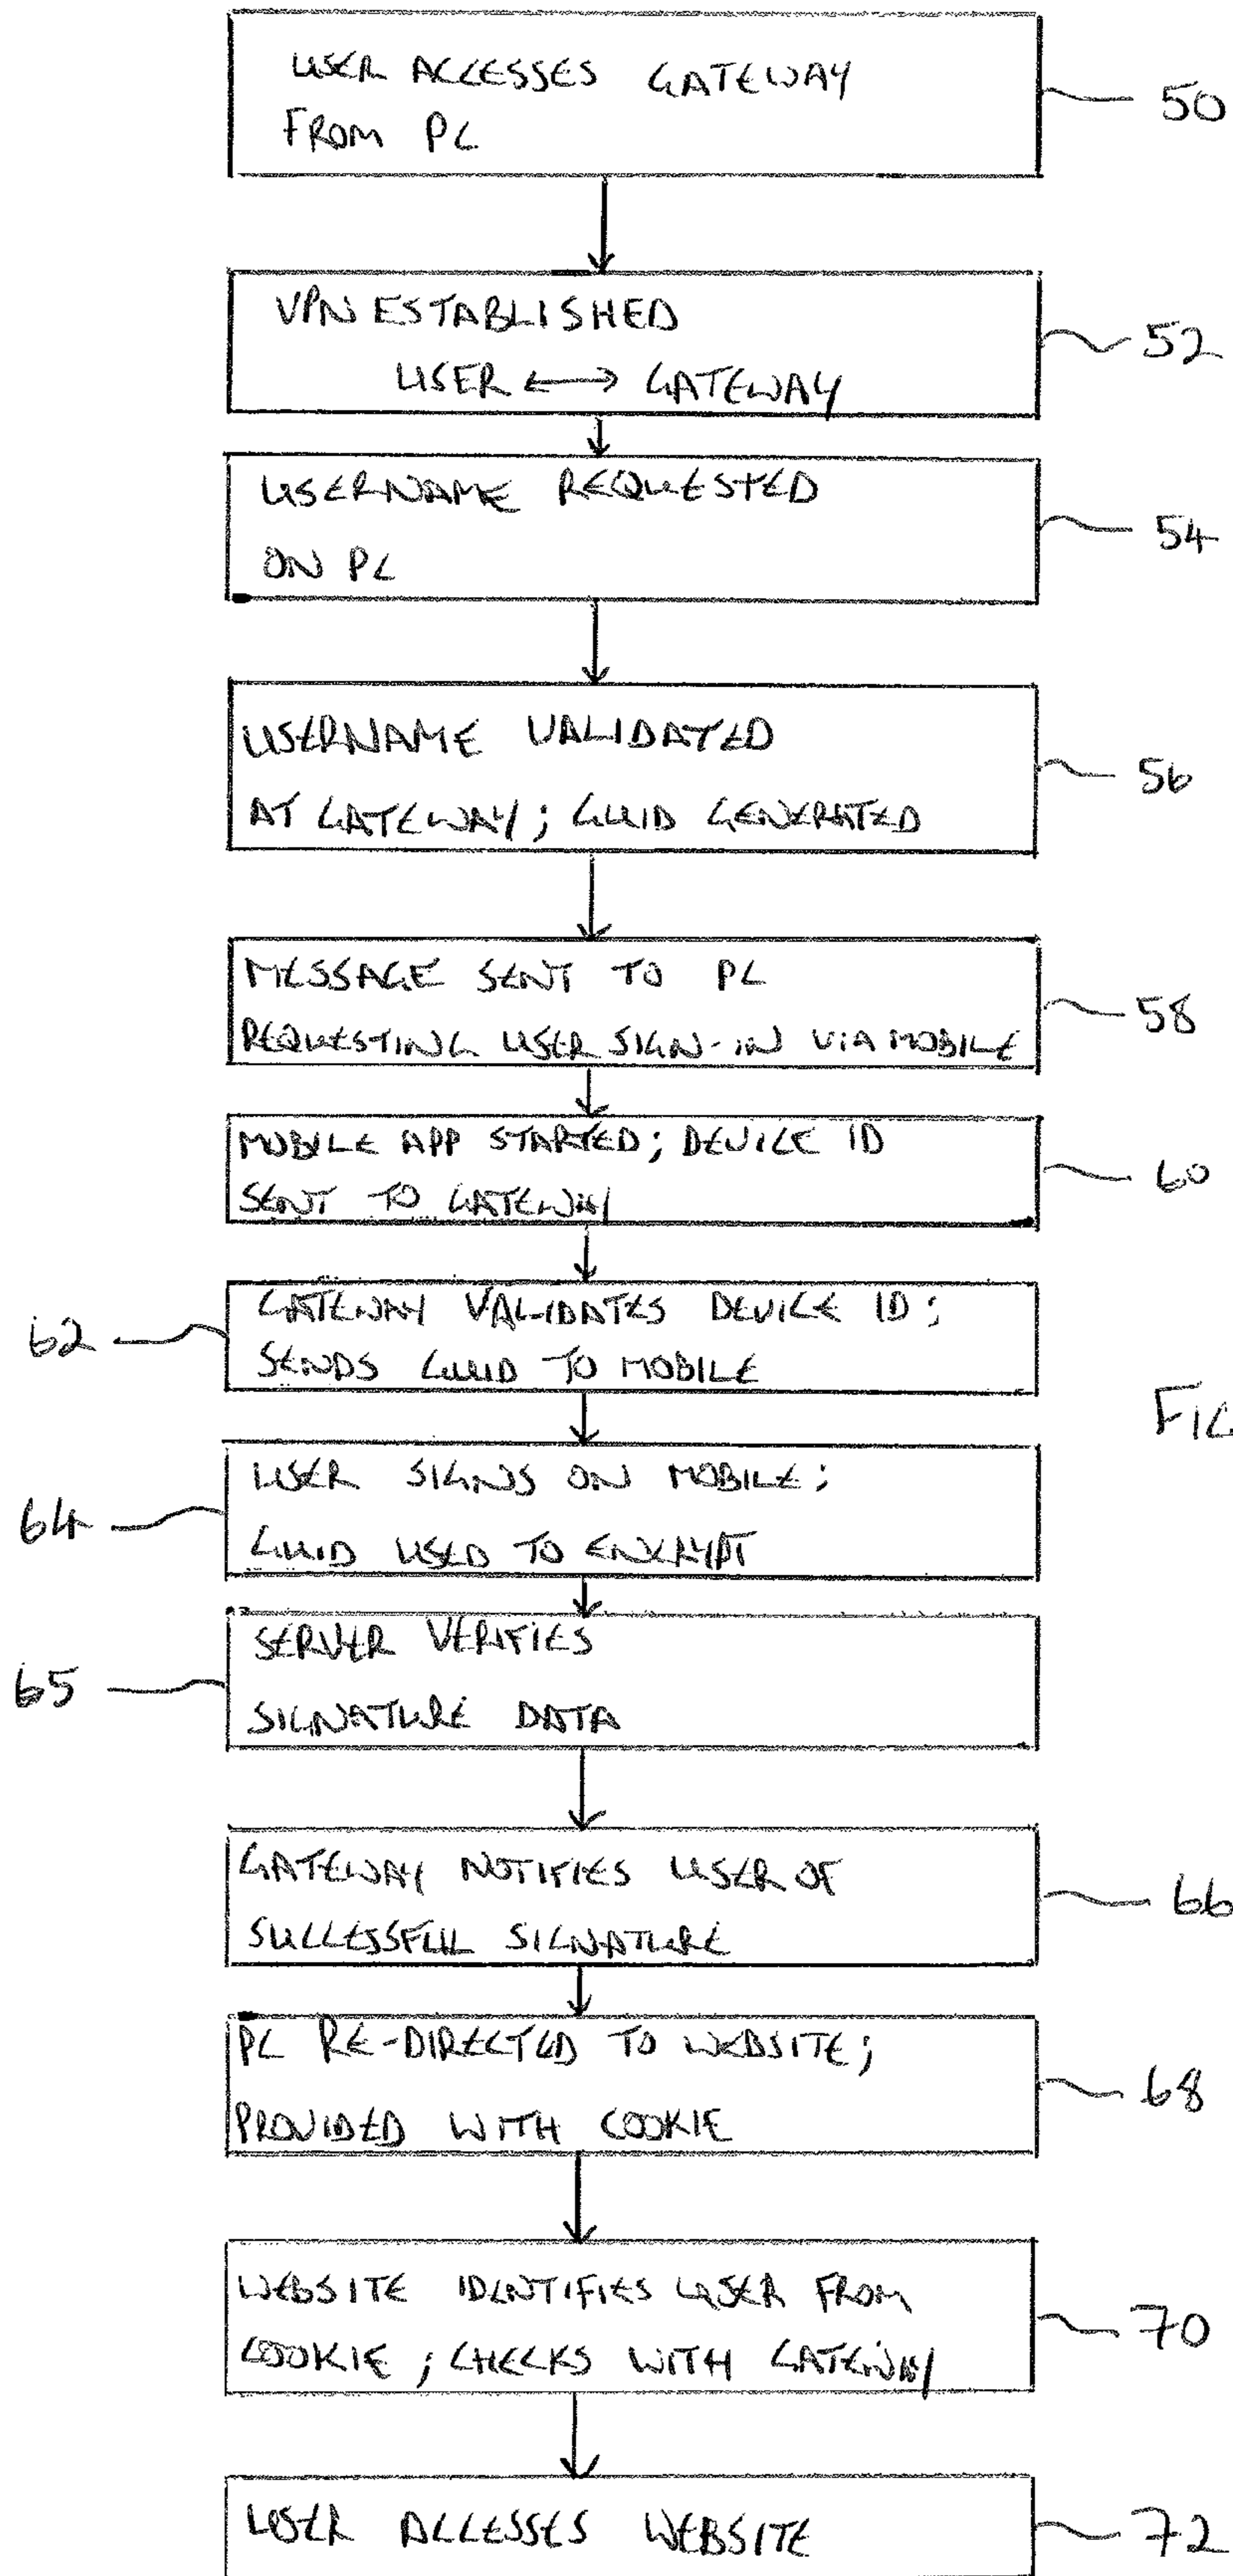 USER ACCESSES GATEWAY
FROM PC
50
VPN ESTABLISHED
USER ←→ GATEWAY
52
USERNAME REQUESTED
ON PC
54
USERNAME VALIDATED
AT GATEWAY; GUID GENERATED
56
MESSAGE SENT TO PC
REQUESTING USER SIGN-IN VIA MOBILE
58
MOBILE APP STARTED; DEVICE ID
SENT TO GATEWAY
60
GATEWAY VALIDATES DEVICE ID;
SENDS GUID TO MOBILE
62
FIG
USER SIGNS ON MOBILE;
GUID USED TO ENCRYPT
64
SERVER VERIFIES
SIGNATURE DATA
65
GATEWAY NOTIFIES USER OF
SUCCESSFUL SIGNATURE
66
PC RE-DIRECTED TO WEBSITE;
PROVIDED WITH COOKIE
68
WEBSITE IDENTIFIES USER FROM
COOKIE; CHECKS WITH GATEWAY
70
USER ACCESSES WEBSITE
72